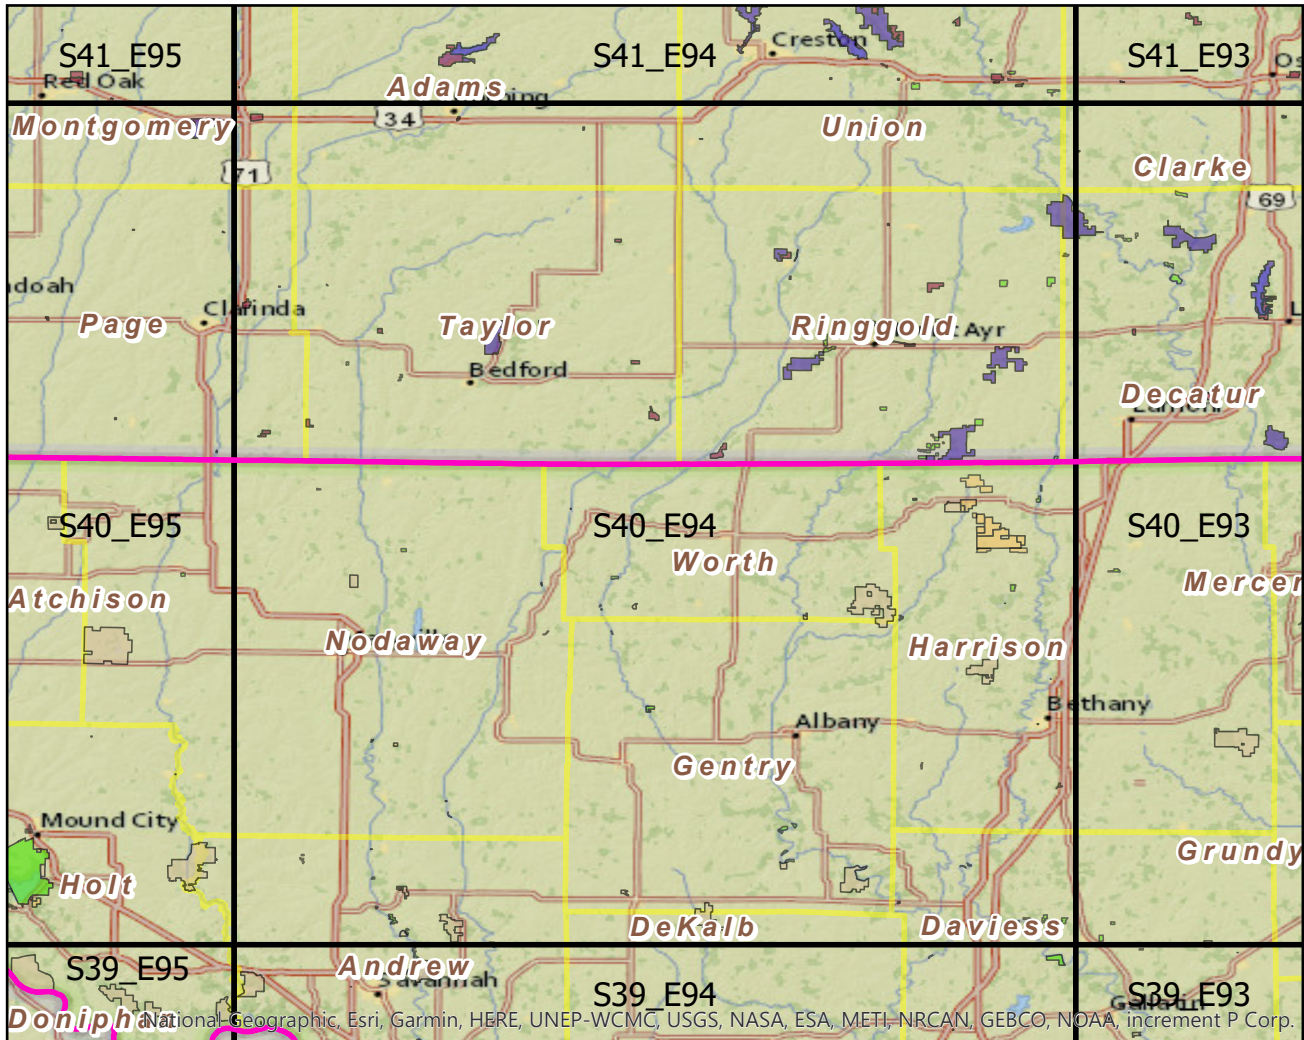 S41_E95
S41_E94
S41_E93
Creston
Red Oak
Adams
34
Montgomery
Union
Clarke
71
69
Clarinda
Page
Taylor
Ringgold
Ayr
Bedford
Decatur
S40_E95
S40_E94
S40_E93
Worth
Atchison
Mercer
Nodaway
Harrison
Bethany
Albany
Gentry
Mound City
Grundy
Holt
DeKalb
Daviess
S39_E95
Andrew
Savannah
S39_E94
S39_E93
Doniphan
National Geographic, Esri, Garmin, HERE, UNEP-WCMC, USGS, NASA, ESA, METI, NRCAN, GEBCO, NOAA, increment P Corp.